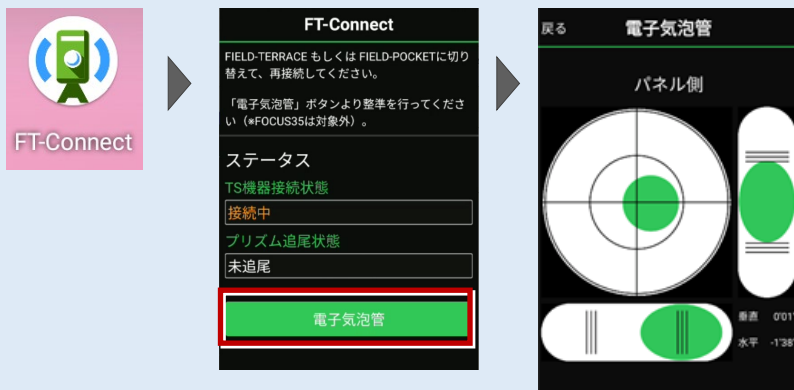 FT-Connect
FT-Connect
FIELD-TERRACE もしくは FIELD-POCKETに切り
替えて、再接続してください。
「電子気泡管」ボタンより整準を行ってくださ
い（※FOCUS35は対象外）。
ステータス
TS機器接続状態
接続中
プリズム追尾状態
未追尾
電子気泡管
戻る
電子気泡管
パネル側
垂直 0'01"
水平 -1'38"